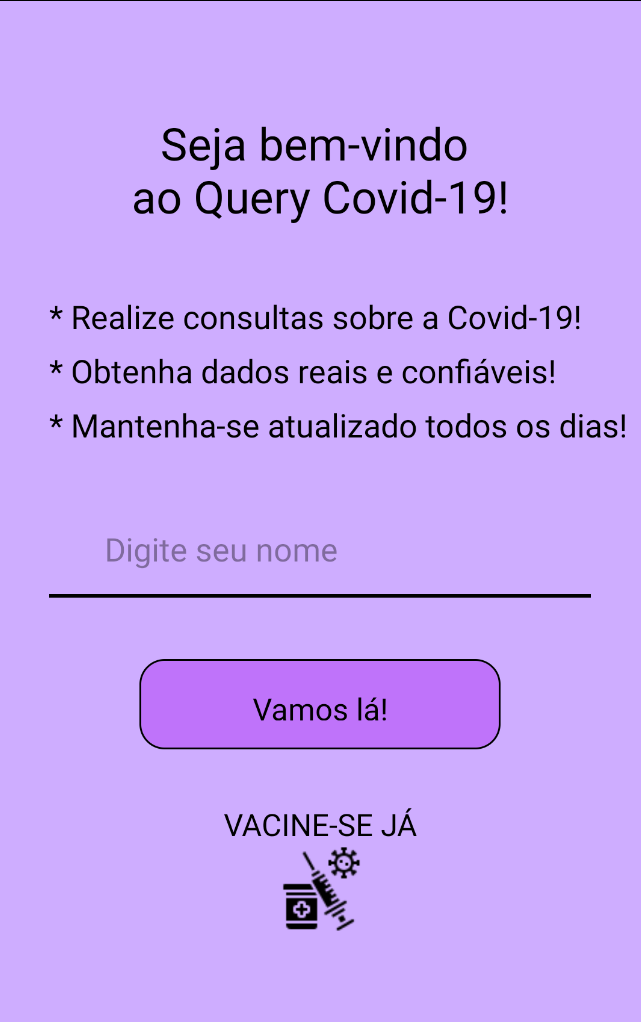 Seja bem-vindo
ao Query Covid-19!
* Realize consultas sobre a Covid-19!
* Obtenha dados reais e confiáveis!
* Mantenha-se atualizado todos os dias!
Digite seu nome
Vamos lá!
VACINE-SE JÁ